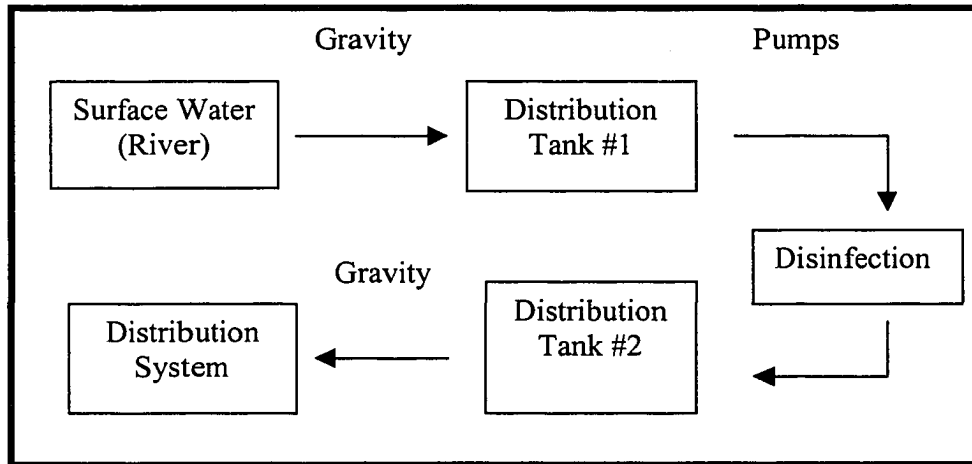 Gravity
Pumps
Surface Water
(River)
Distribution
Tank #1
Disinfection
Gravity
Distribution
Tank #2
Distribution
System